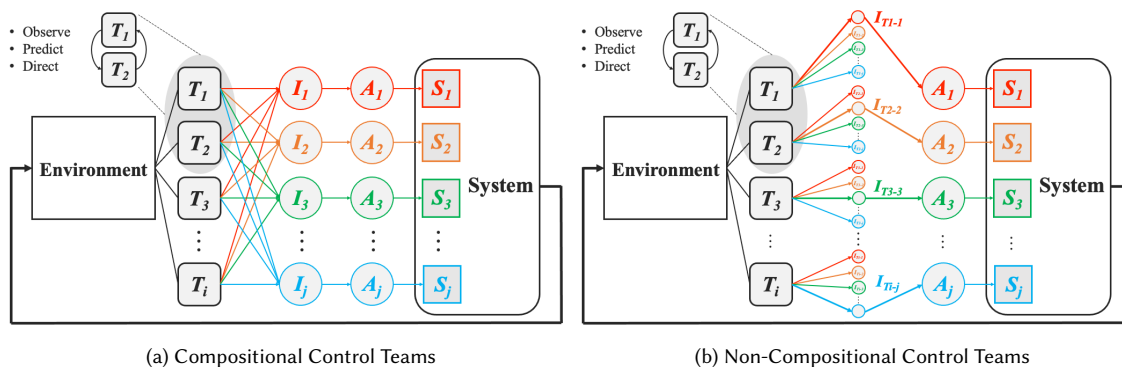 • Observe
• Predict
• Direct
T1
T2
Environment
T1
T2
T3
Ti
I1
I2
I3
Ij
A1
A2
A3
Aj
S1
S2
S3
Sj
System
(a) Compositional Control Teams
• Observe
• Predict
• Direct
T1
T2
Environment
T1
T2
T3
Ti
IT1-1
IT2-2
IT3-3
ITi-j
A1
A2
A3
Aj
S1
S2
S3
Sj
System
(b) Non-Compositional Control Teams